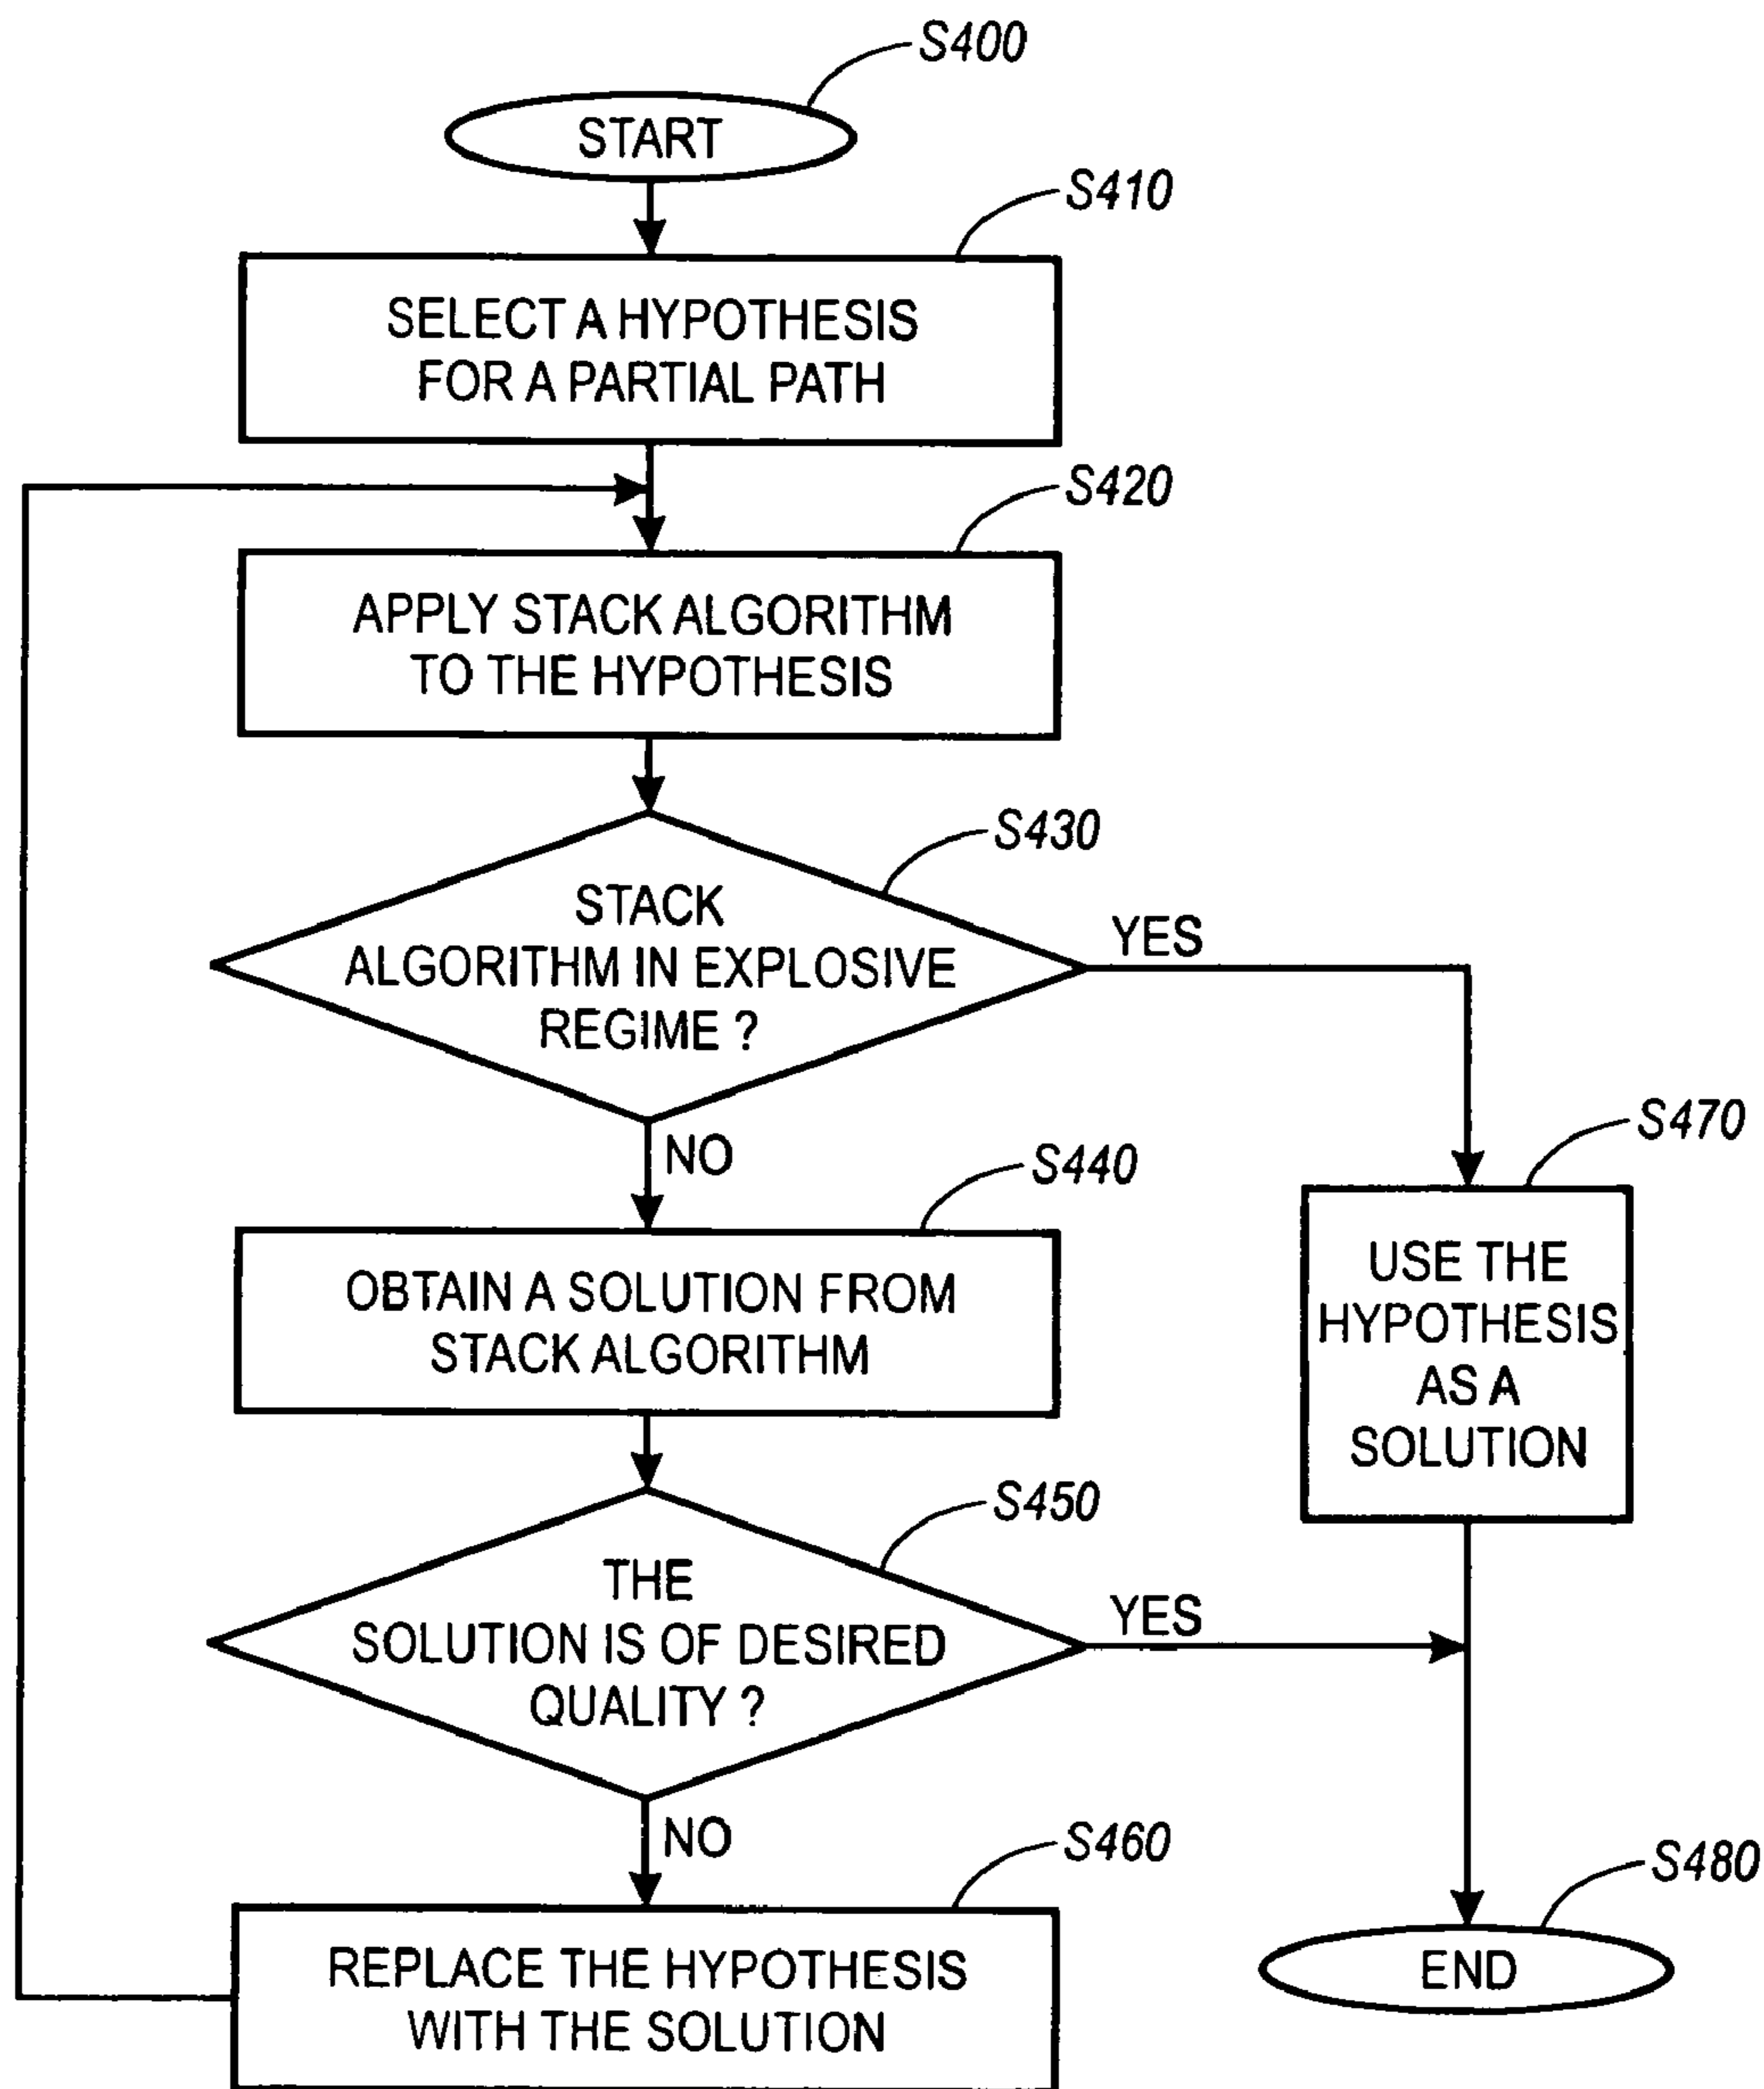 S400
START
S410
SELECT A HYPOTHESIS
FOR A PARTIAL PATH
S420
APPLY STACK ALGORITHM
TO THE HYPOTHESIS
S430
STACK
ALGORITHM IN EXPLOSIVE
REGIME ?
YES
NO
S440
OBTAIN A SOLUTION FROM
STACK ALGORITHM
S470
USE THE
HYPOTHESIS
AS A
SOLUTION
S450
THE
SOLUTION IS OF DESIRED
QUALITY ?
YES
NO
S460
REPLACE THE HYPOTHESIS
WITH THE SOLUTION
S480
END